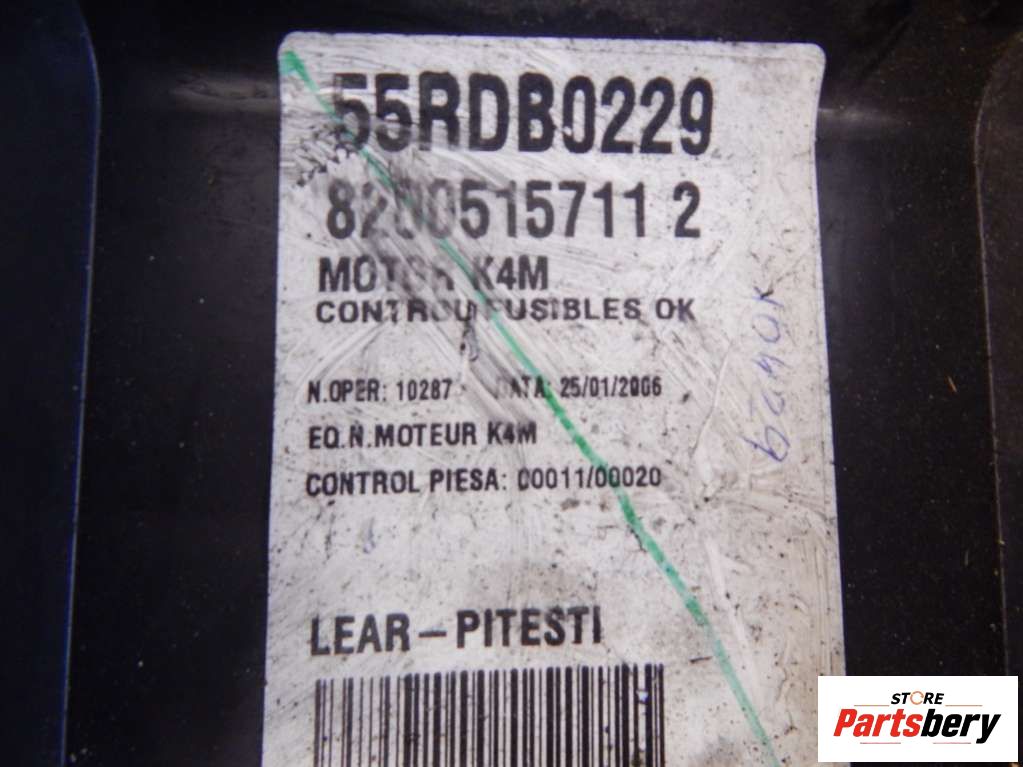 55RDB0229
8200515711 2
MOTOR K4M
CONTROL FUSIBLES OK
N.OPER: 10287 DATA: 25/01/2006
EQ.N.MOTEUR K4M
CONTROL PIESA: 00011/00020
LEAR-PITESTI
STORE
Partsbery